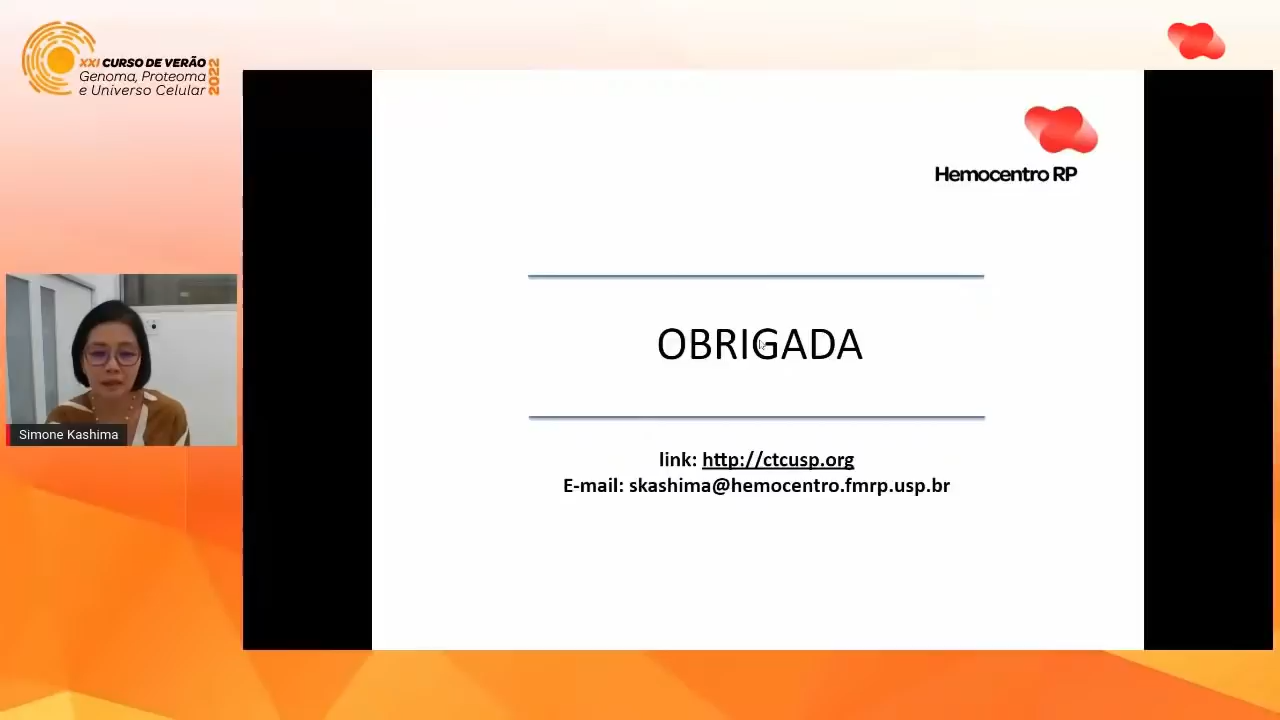 XXI CURSO DE VERÃO
Genoma, Proteoma
e Universo Celular
2022
Hemocentro RP
OBRIGADA
link: http://ctcusp.org
E-mail: skashima@hemocentro.fmrp.usp.br
Simone Kashima